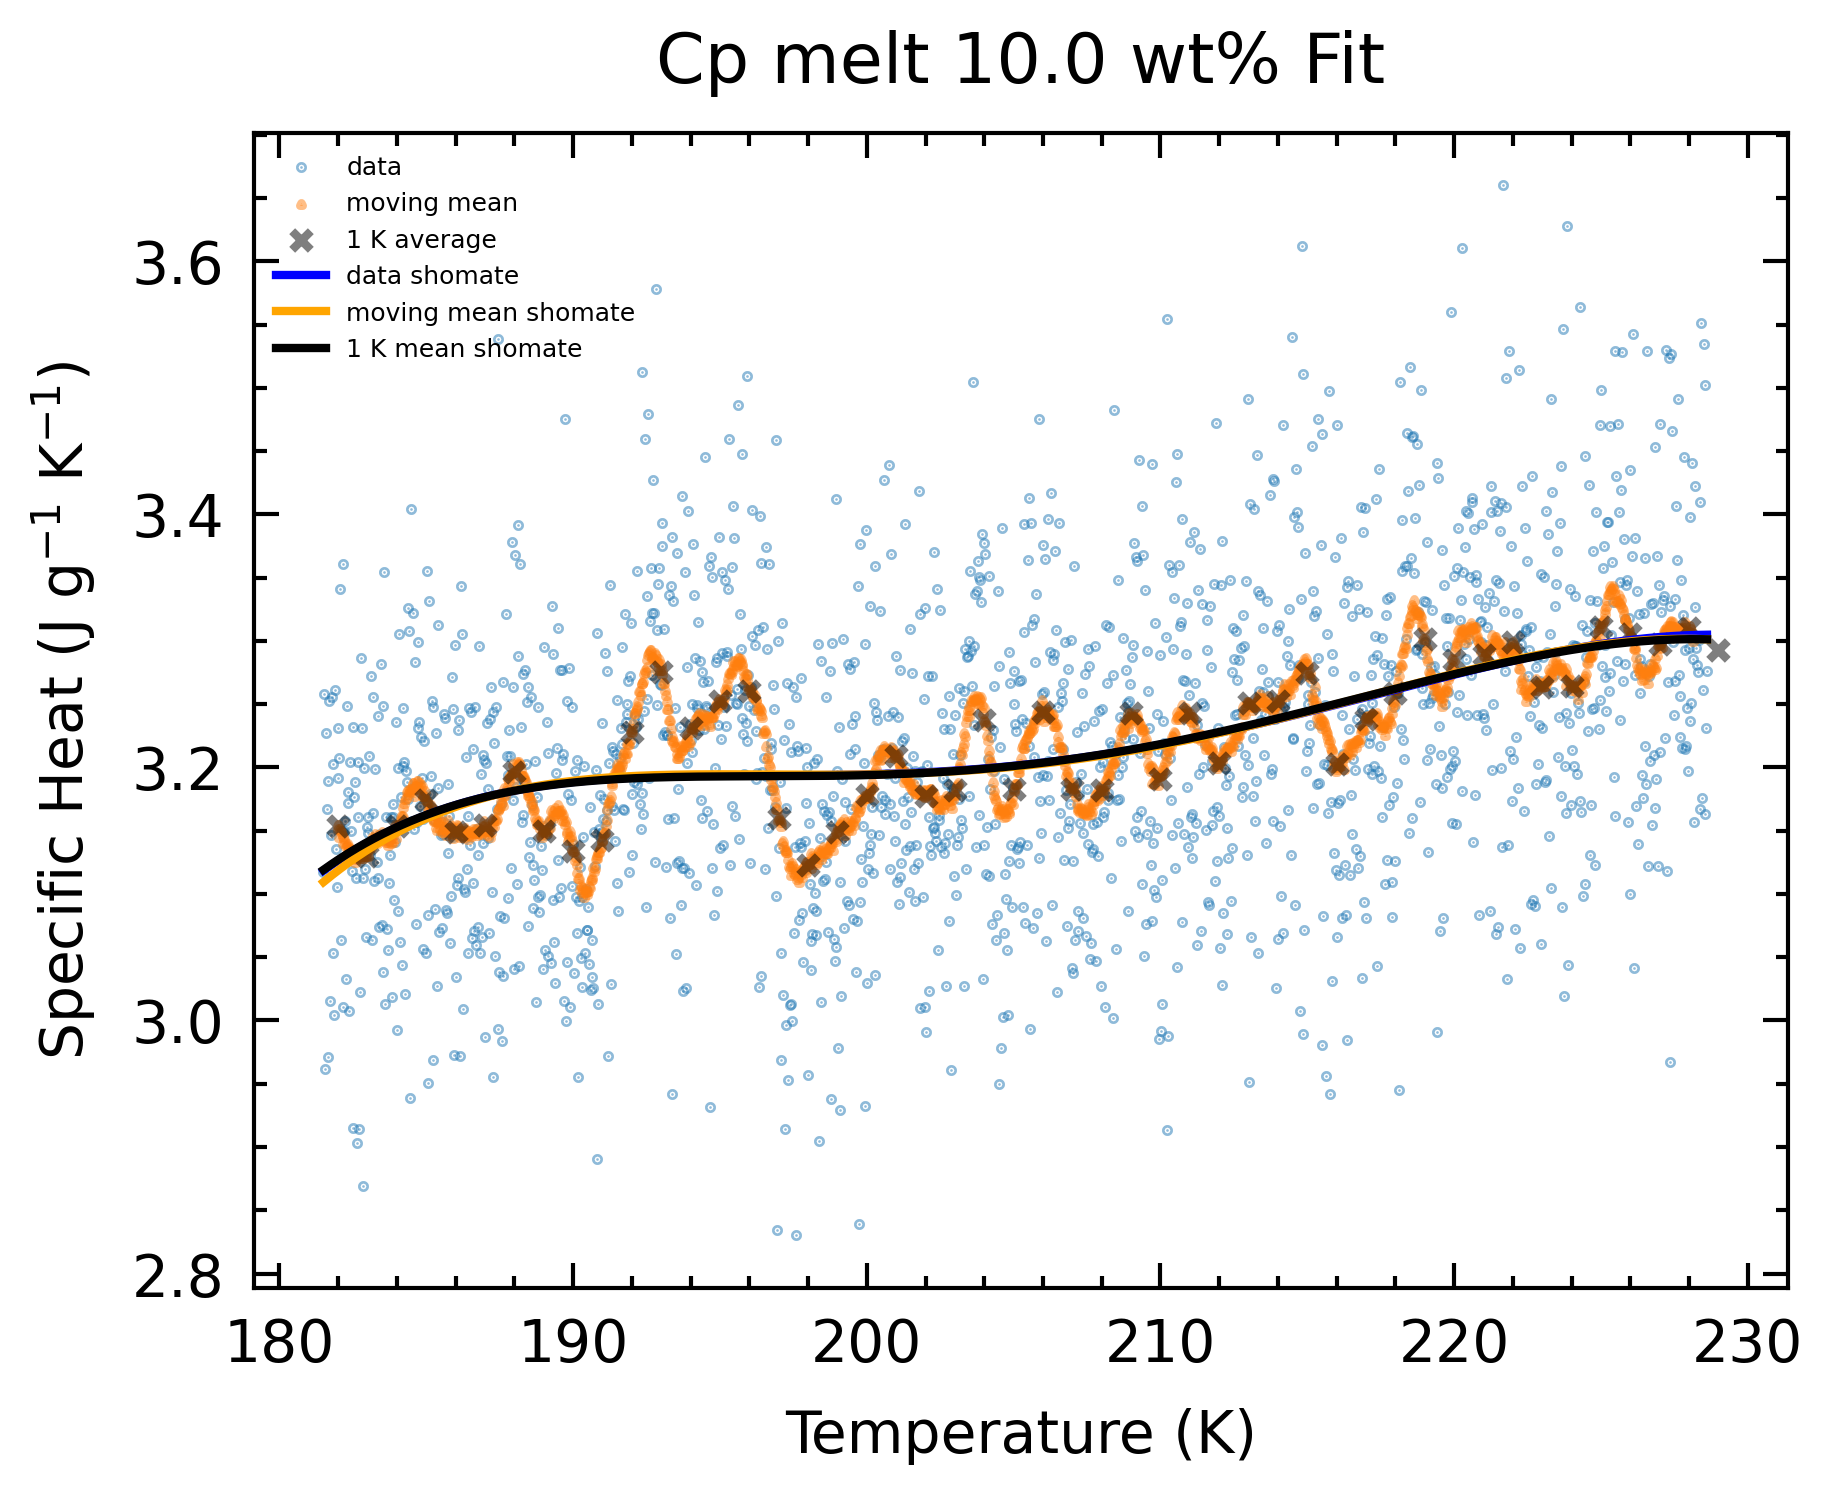 Cp melt 10.0 wt% Fit
data
moving mean
1 K average
data shomate
moving mean shomate
1 K mean shomate
3.6
3.4
3.2
3.0
2.8
Specific Heat (J g⁻¹ K⁻¹)
180 190 200 210 220 230
Temperature (K)